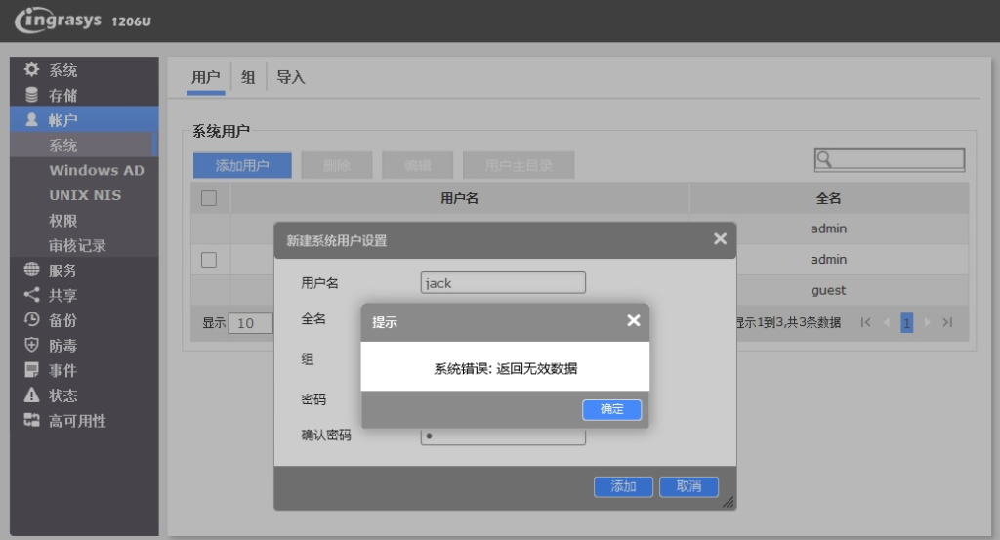 ingrasys 1206U
系统
存储
帐户
系统
Windows AD
UNIX NIS
权限
审核记录
服务
共享
备份
防毒
事件
状态
高可用性
用户 组 导入
系统用户
添加用户 删除 编辑 用户主目录
用户名 全名
admin
admin
guest
显示 10
显示1到3,共3条数据 1
新建系统用户设置
用户名 jack
全名
组
密码
确认密码
添加 取消
提示
系统错误: 返回无效数据
确定